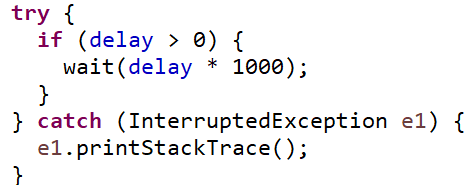 try {
  if (delay > 0) {
    wait(delay * 1000);
  }
} catch (InterruptedException e1) {
  e1.printStackTrace();
}